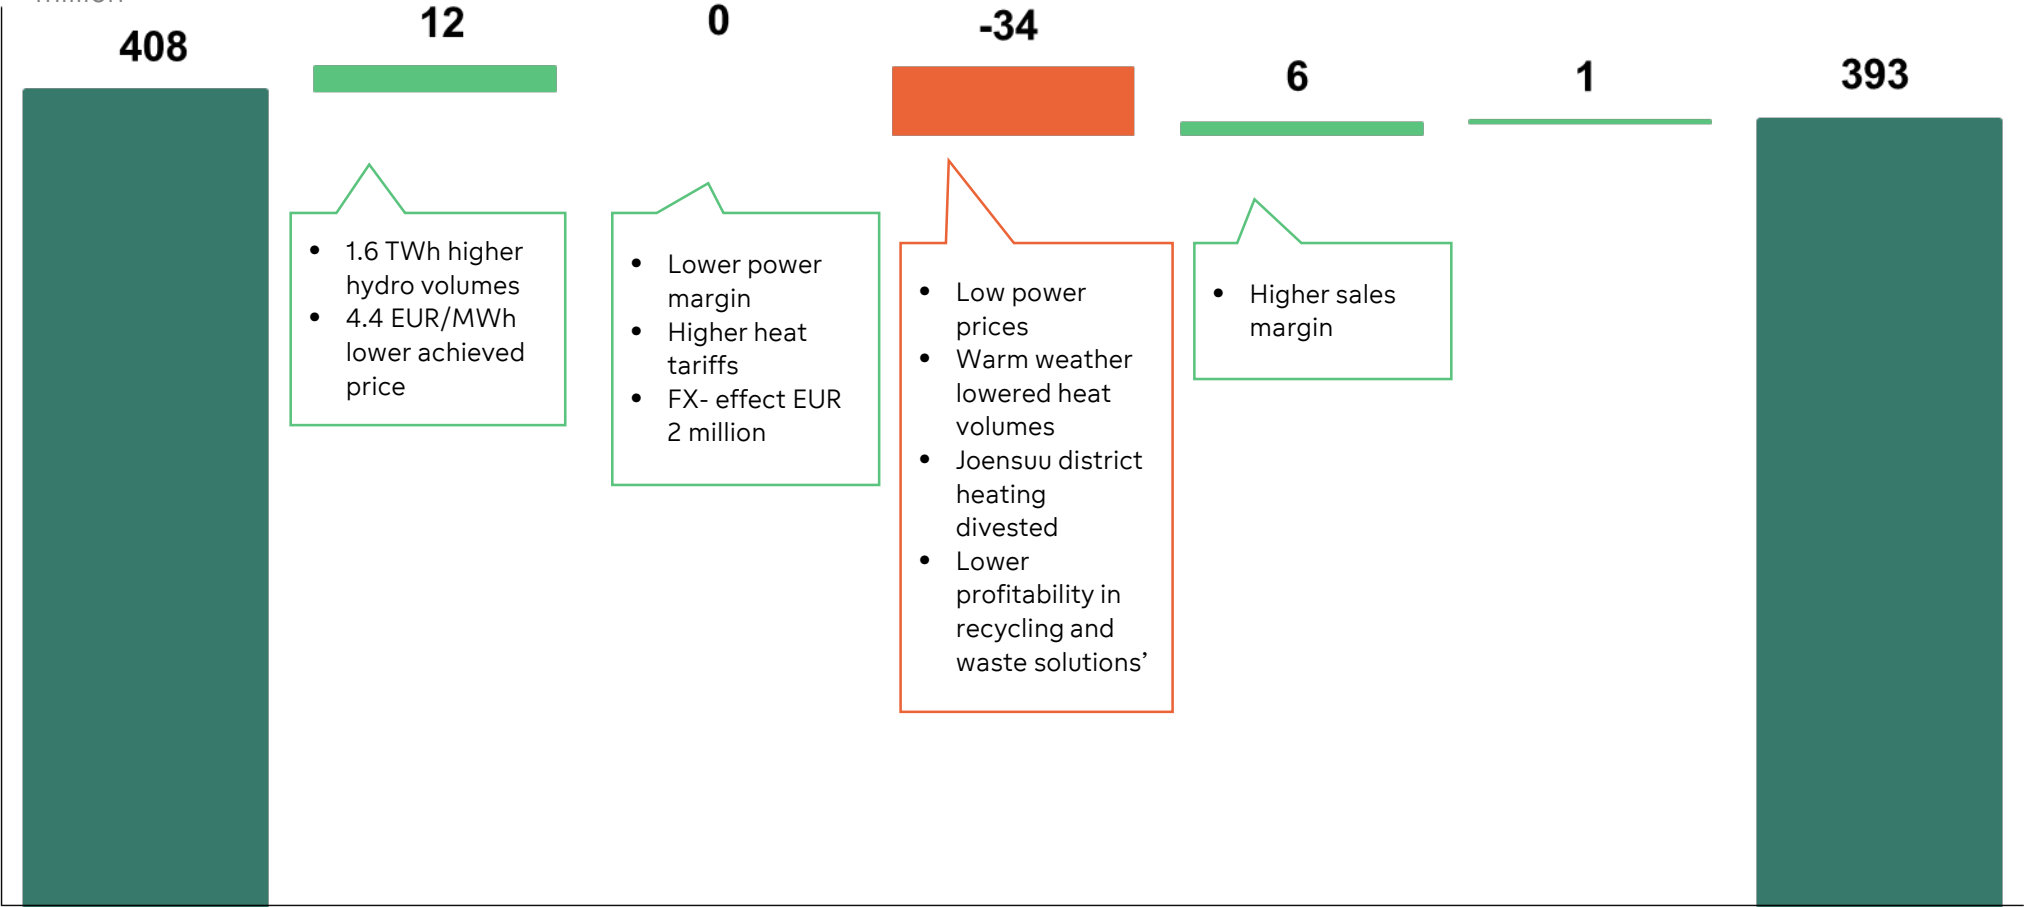 million
408
12
0
-34
6
1
393
• 1.6 TWh higher
hydro volumes
• 4.4 EUR/MWh
lower achieved
price
• Lower power
margin
• Higher heat
tariffs
• FX- effect EUR
2 million
• Low power
prices
• Warm weather
lowered heat
volumes
• Joensuu district
heating
divested
• Lower
profitability in
recycling and
waste solutions’
• Higher sales
margin